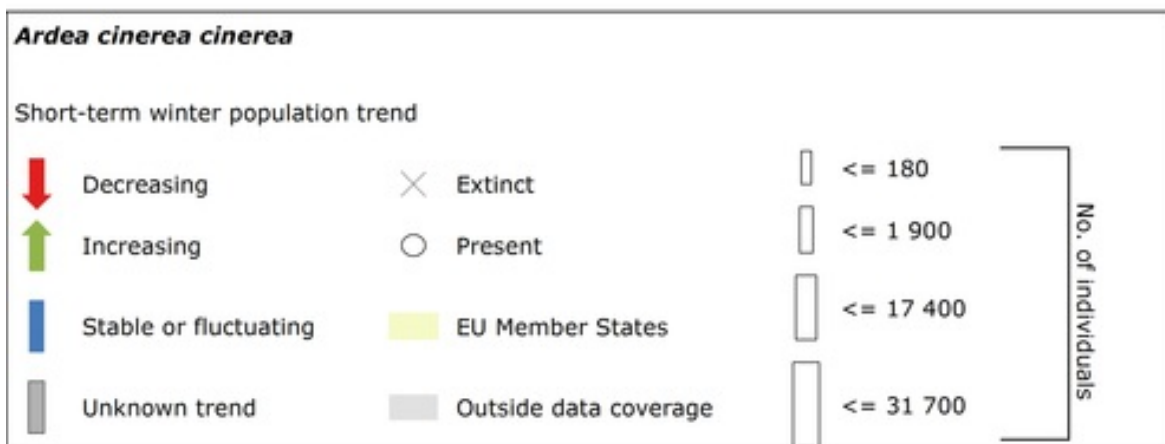 Ardea cinerea cinerea
Short-term winter population trend
Decreasing
Increasing
Stable or fluctuating
Unknown trend
Extinct
Present
EU Member States
Outside data coverage
<= 180
<= 1 900
<= 17 400
<= 31 700
No. of individuals